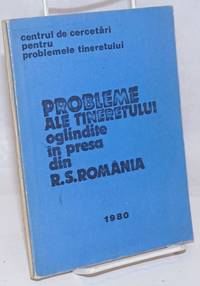 centrul de cercetări
pentru
problemele tineretului
PROBLEME
ALE TINERETULUI
oglindite
în presa
din
R.S.ROMÂNIA
1980